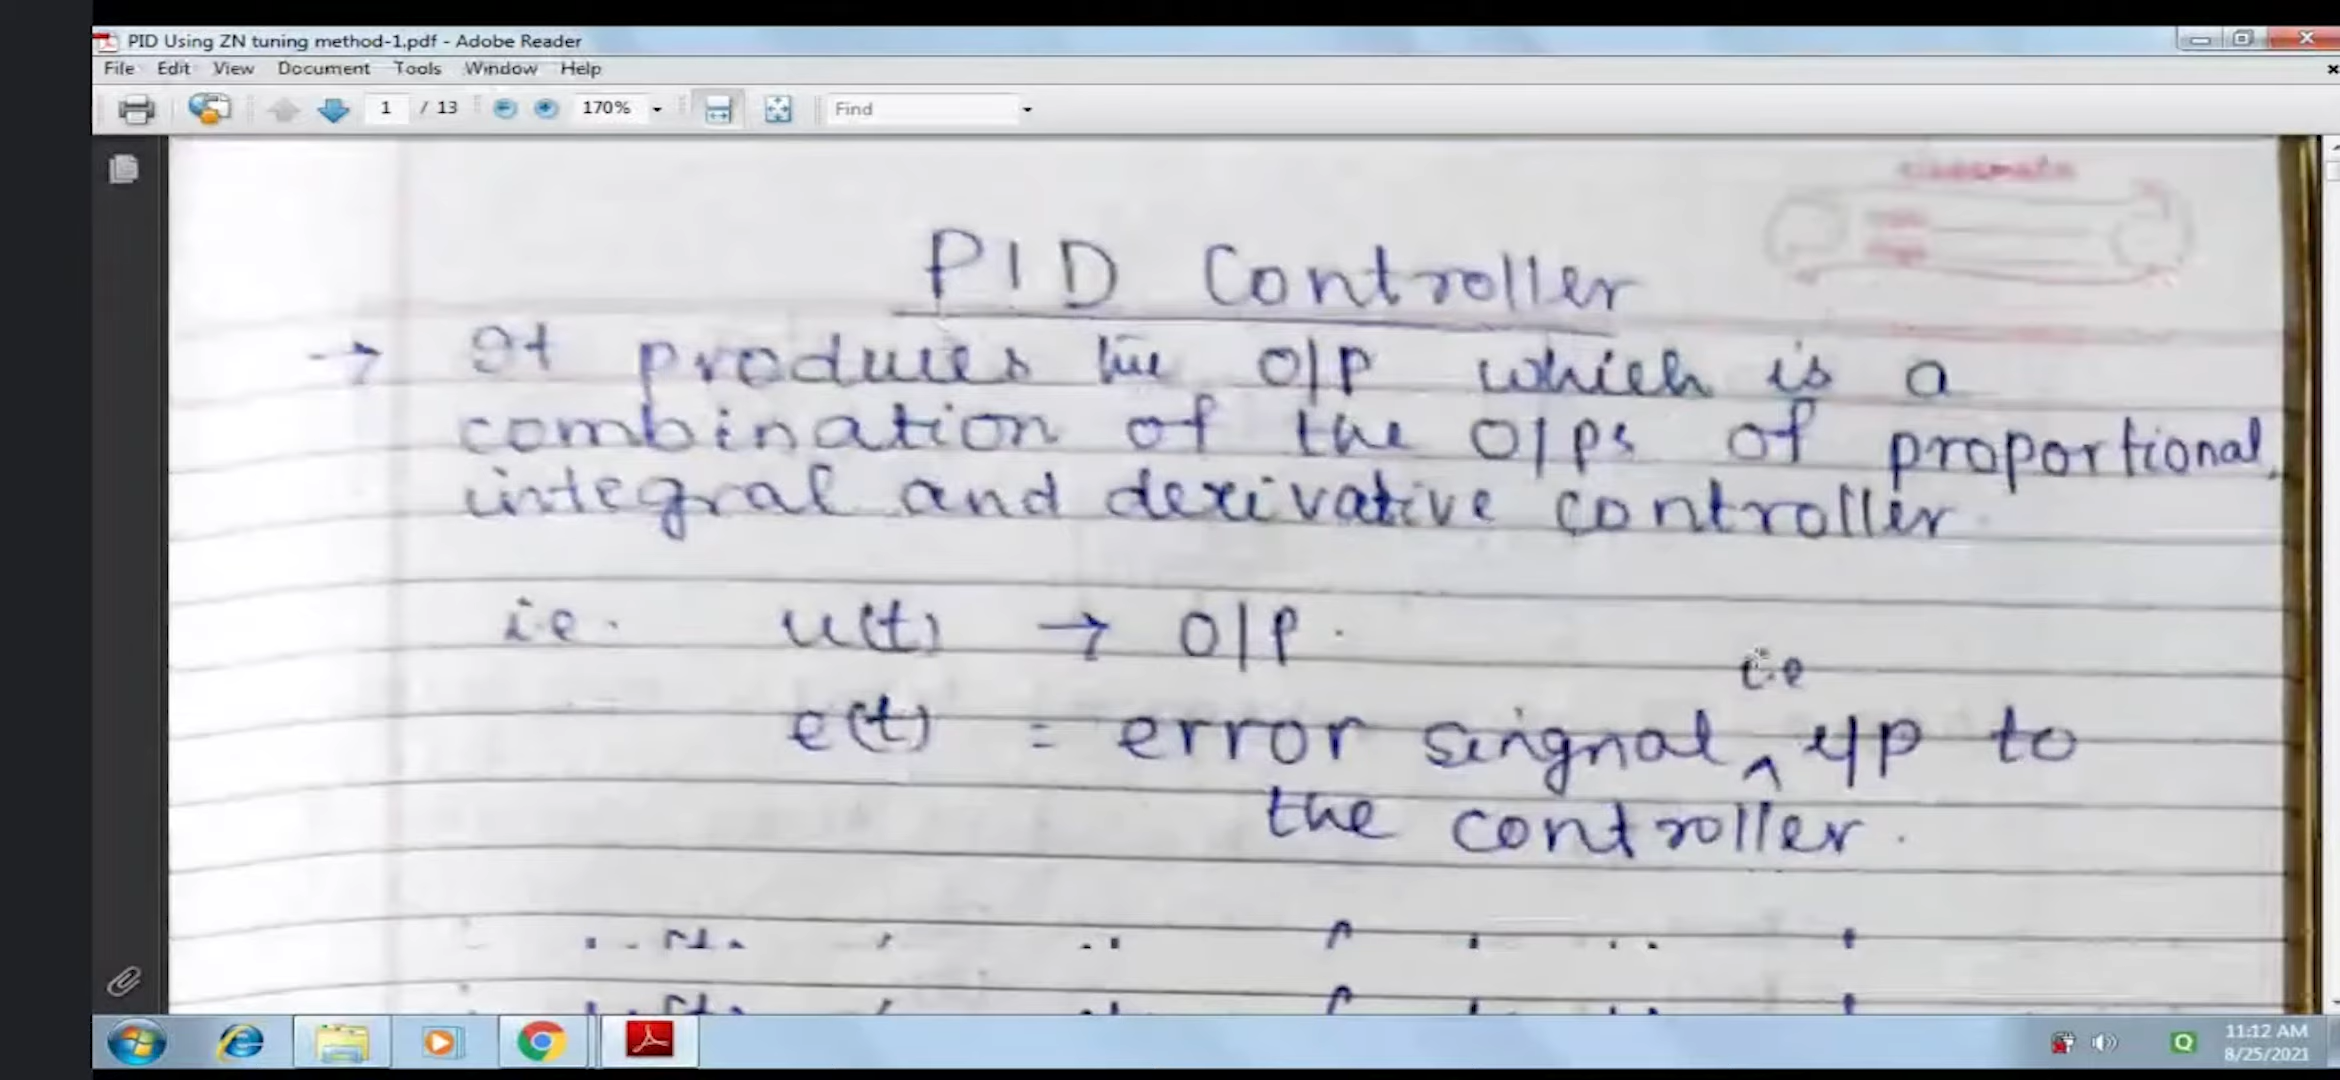 PID Using ZN tuning method-1.pdf - Adobe Reader
File Edit View Document Tools Window Help
1 / 13 170% Find
classmate
PID Controller
→ It produces the o/p which is a
combination of the o/ps of proportional,
integral and derivative controller
i.e. u(t) → O/P.
i.e
e(t) = error singnal ^ i/p to
the controller.
11:12 AM
8/25/2021